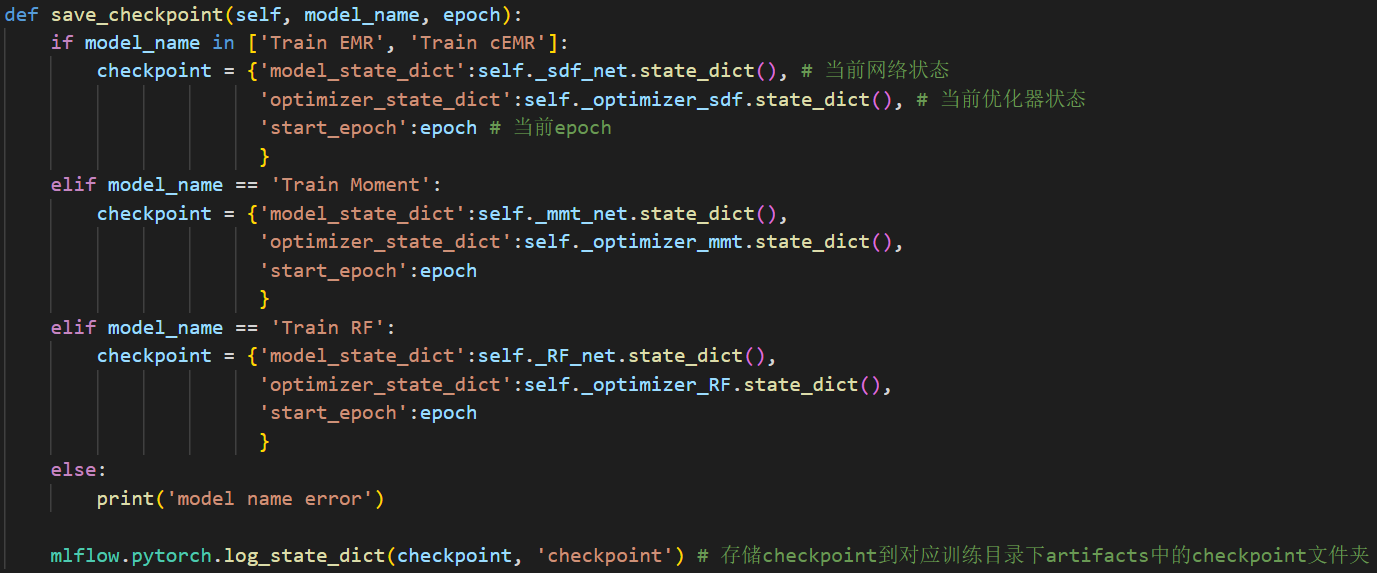 def save_checkpoint(self, model_name, epoch):
    if model_name in ['Train EMR', 'Train cEMR']:
        checkpoint = {'model_state_dict':self._sdf_net.state_dict(), # 当前网络状态
                      'optimizer_state_dict':self._optimizer_sdf.state_dict(), # 当前优化器状态
                      'start_epoch':epoch # 当前epoch
                      }
    elif model_name == 'Train Moment':
        checkpoint = {'model_state_dict':self._mmt_net.state_dict(),
                      'optimizer_state_dict':self._optimizer_mmt.state_dict(),
                      'start_epoch':epoch
                      }
    elif model_name == 'Train RF':
        checkpoint = {'model_state_dict':self._RF_net.state_dict(),
                      'optimizer_state_dict':self._optimizer_RF.state_dict(),
                      'start_epoch':epoch
                      }
    else:
        print('model name error')

    mlflow.pytorch.log_state_dict(checkpoint, 'checkpoint') # 存储checkpoint到对应训练目录下artifacts中的checkpoint文件夹